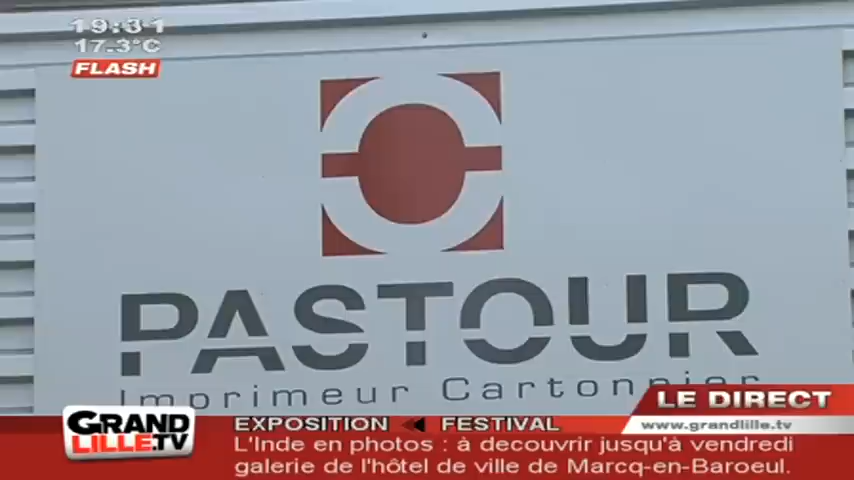 19:31
17.3°C
FLASH
PASTOUR
Imprimeur Cartonnier
LE DIRECT
www.grandlille.tv
GRAND
LILLE.TV
EXPOSITION FESTIVAL
L'Inde en photos : à decouvrir jusqu'à vendredi
galerie de l'hôtel de ville de Marcq-en-Baroeul.